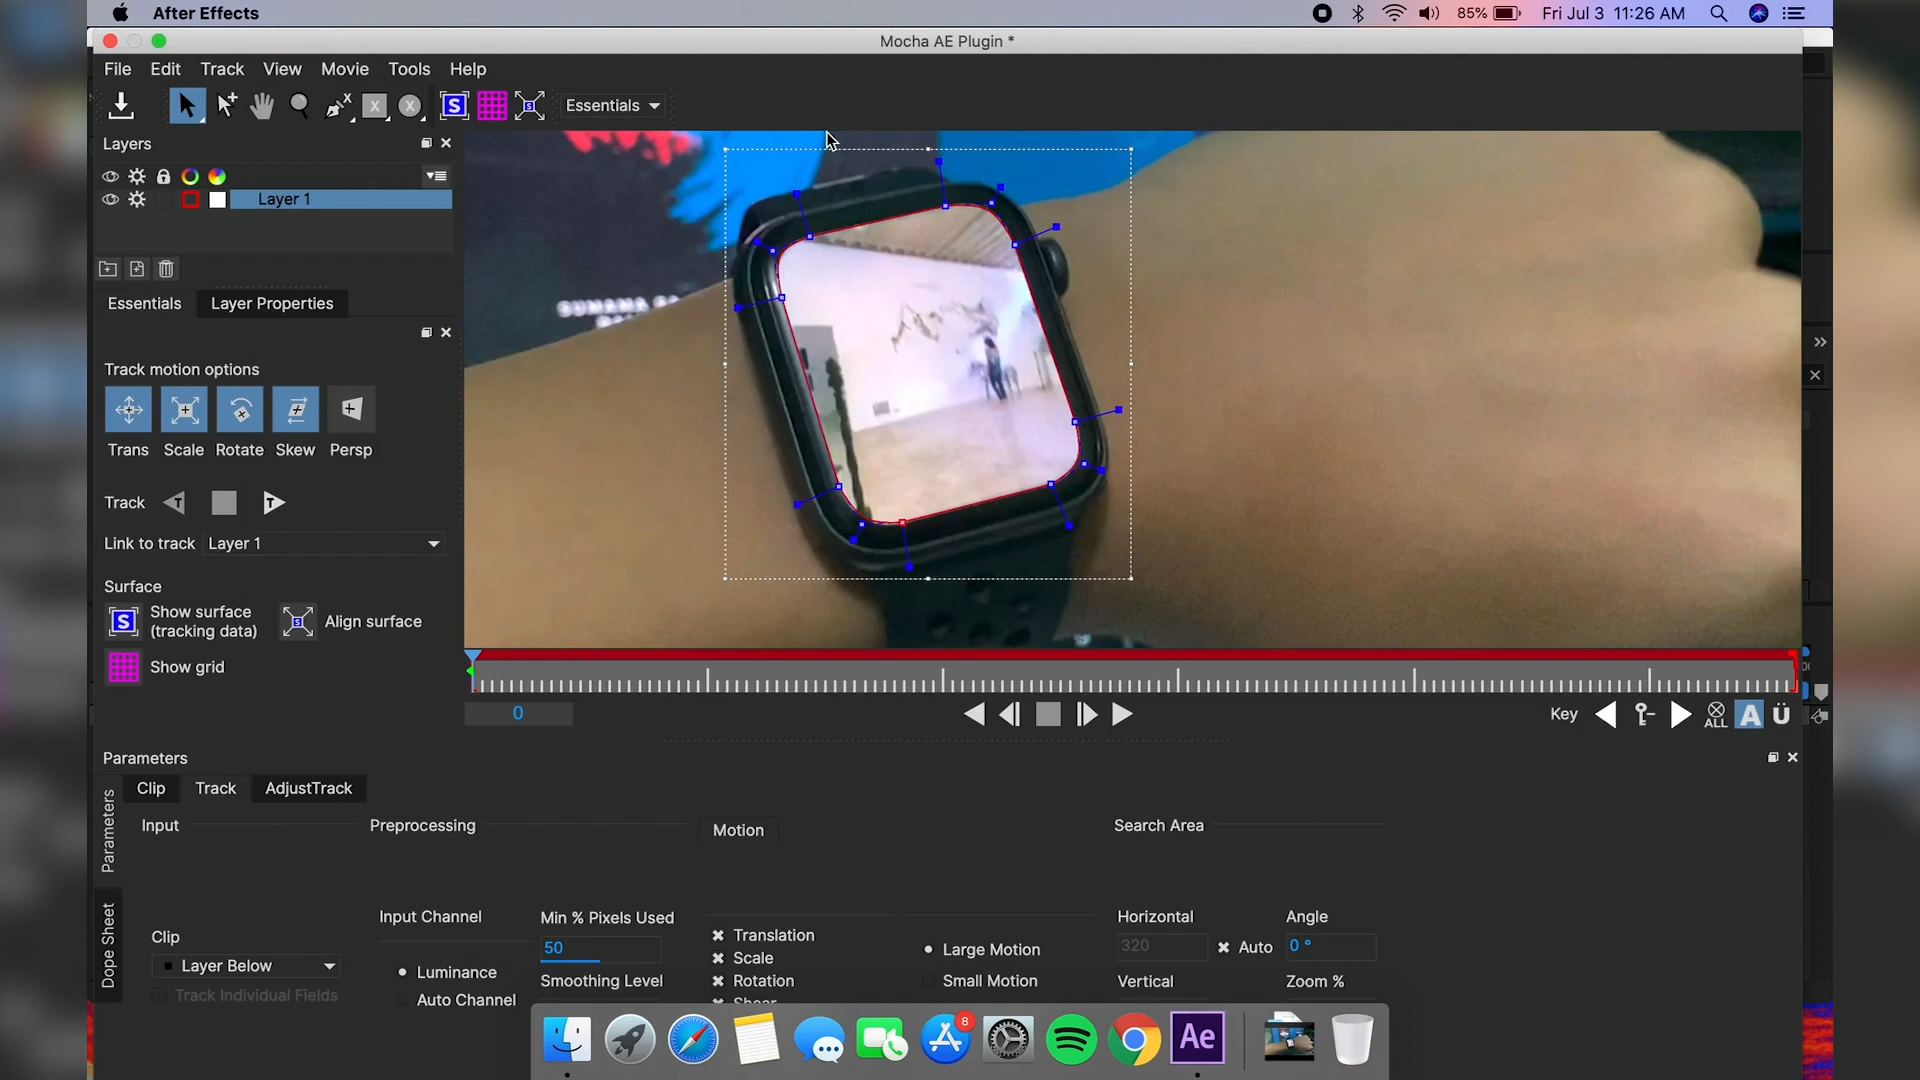 After Effects
85%
Fri Jul 3 11:26 AM
Mocha AE Plugin *
File Edit Track View Movie Tools Help
S
Essentials
Layers
Layer 1
Essentials Layer Properties
Track motion options
Trans Scale Rotate Skew Persp
Track
T
T
Link to track Layer 1
Surface
S
Show surface
(tracking data)
Align surface
Show grid
0
Key
ALL
A
Ü
Parameters
Clip Track AdjustTrack
Parameters
Dope Sheet
Input
Preprocessing
Motion
Search Area
Input Channel
Min % Pixels Used
Horizontal
Angle
Clip
50
Translation
Large Motion
320
Auto
0 °
Layer Below
Luminance
Scale
Smoothing Level
Rotation
Small Motion
Vertical
Zoom %
Track Individual Fields
Auto Channel
Shear
8
Ae